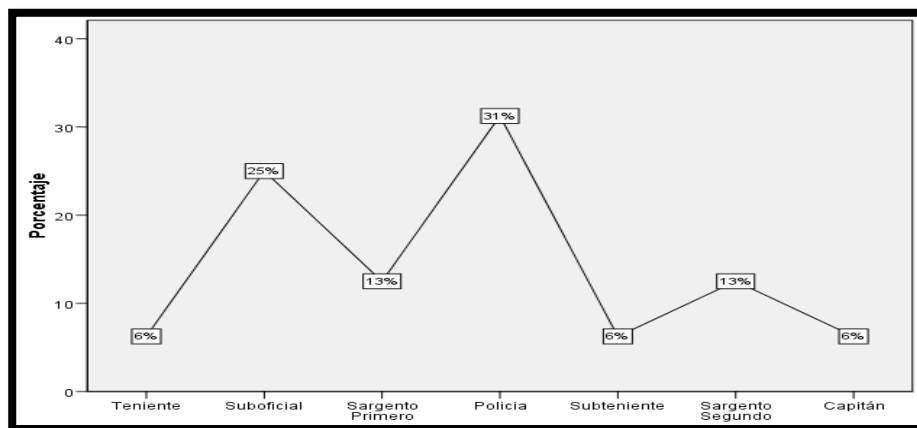 40
30
20
10
0
Porcentaje
6%
25%
13%
31%
6%
13%
6%
Teniente
Suboficial
Sargento
Primero
Policia
Subteniente
Sargento
Segundo
Capitán